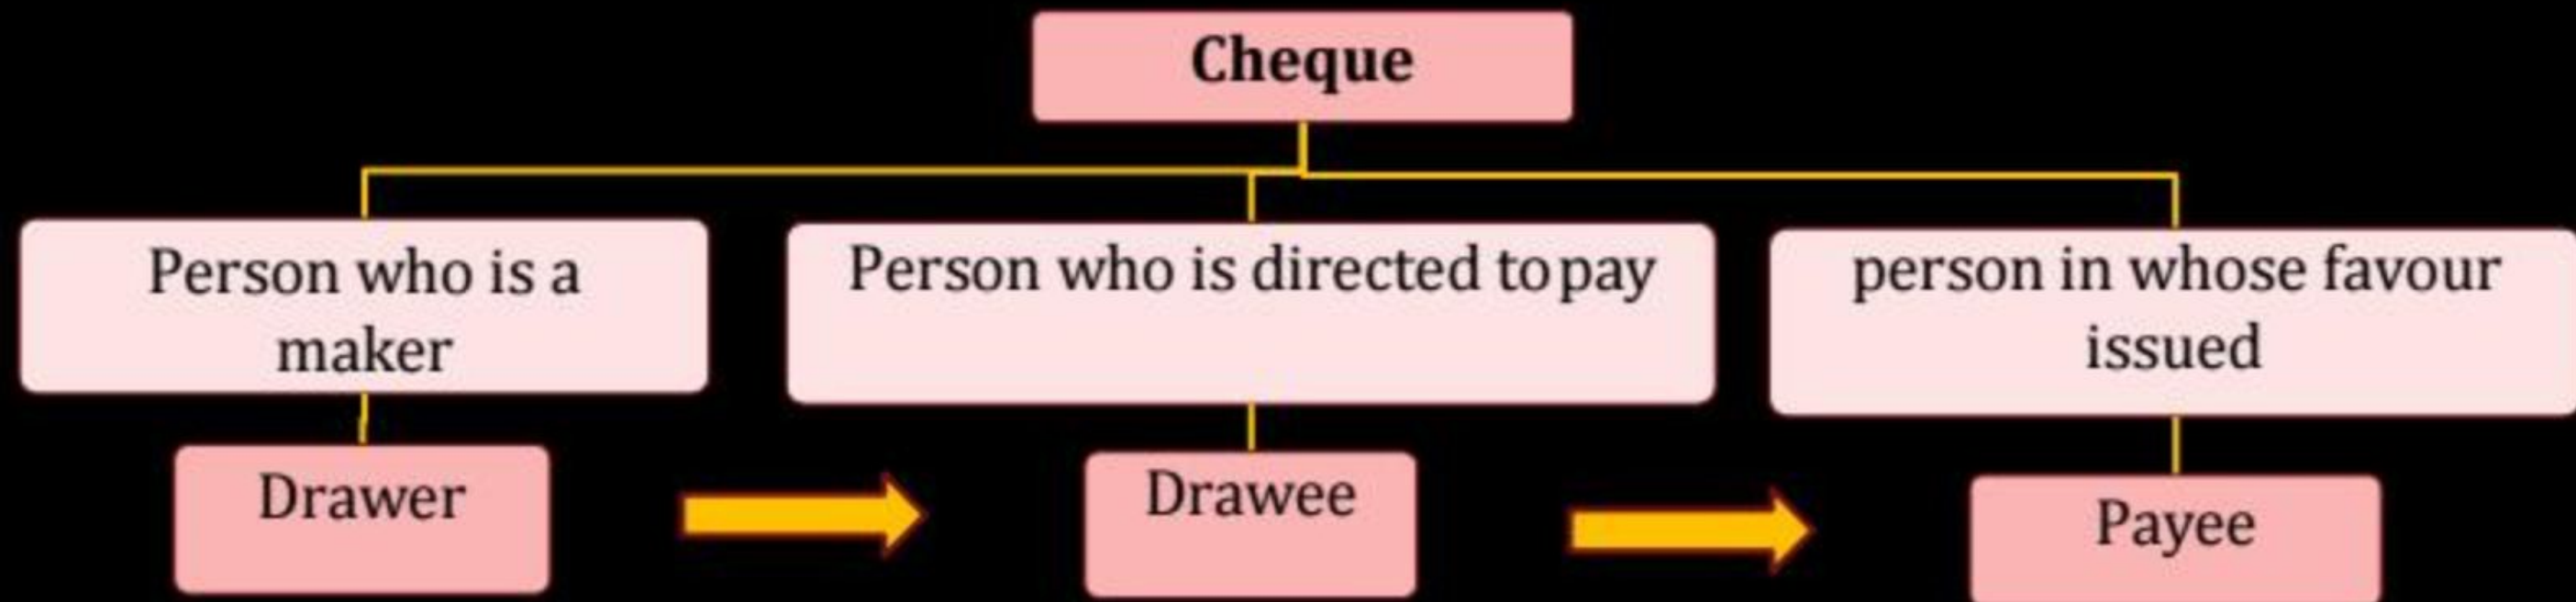 Cheque
Person who is a
maker
Person who is directed to pay
person in whose favour
issued
Drawer
Drawee
Payee